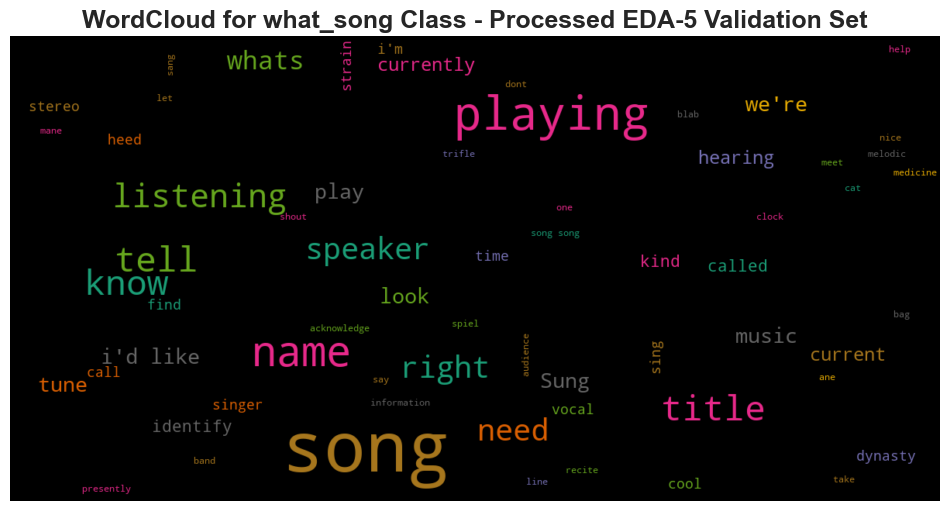 WordCloud for what_song Class - Processed EDA-5 Validation Set
whats
sang
strain
i'm
currently
help
stereo
let
dont
playing
blab
we're
mane
heed
trifle
hearing
nice
melodic
meet
medicine
listening
play
cat
shout
one
clock
song song
tell
speaker
time
kind
called
know
find
look
acknowledge
spiel
bag
i'd like
name
right
audience
sing
music
current
tune
call
say
Sung
ane
singer
information
vocal
title
identify
song
need
band
recite
dynasty
presently
line
cool
take